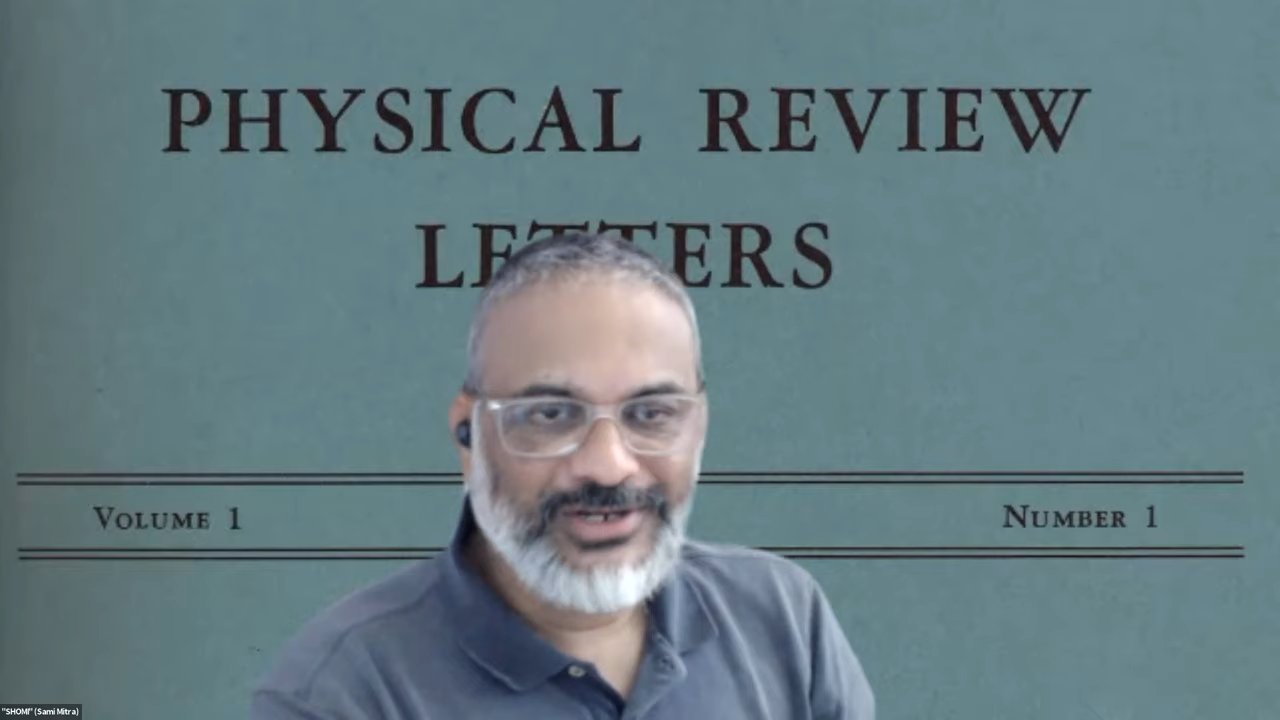 PHYSICAL REVIEW
LETTERS
VOLUME 1
NUMBER 1
"SHOMI" (Sami Mitra)